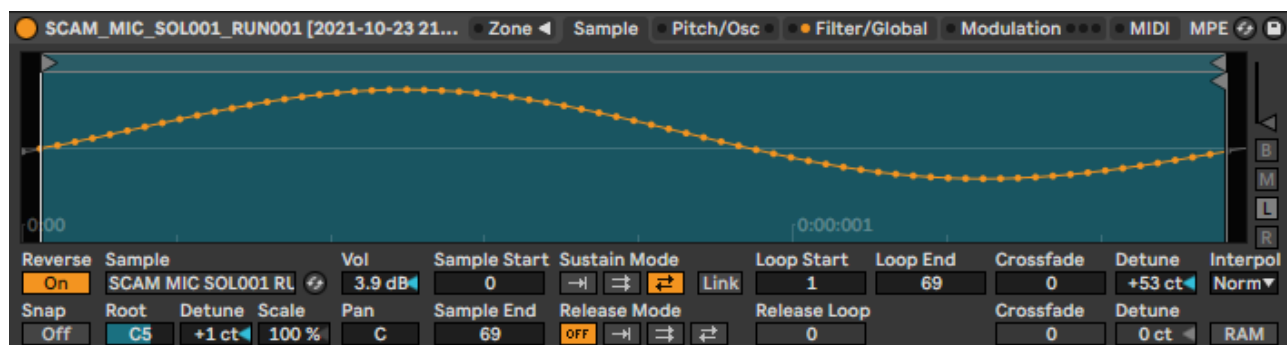 SCAM_MIC_SOL001_RUN001 [2021-10-23 21... Zone Sample Pitch/Osc Filter/Global Modulation MIDI MPE
B
M
0:00 0:00:001 L
R
Reverse Sample Vol Sample Start Sustain Mode Loop Start Loop End Crossfade Detune Interpol
On SCAM MIC SOL001 RU 3.9 dB 0 Link 1 69 0 +53 ct Norm
Snap Root Detune Scale Pan Sample End Release Mode Release Loop Crossfade Detune
Off C5 +1 ct 100 % C 69 OFF 0 0 0 ct RAM